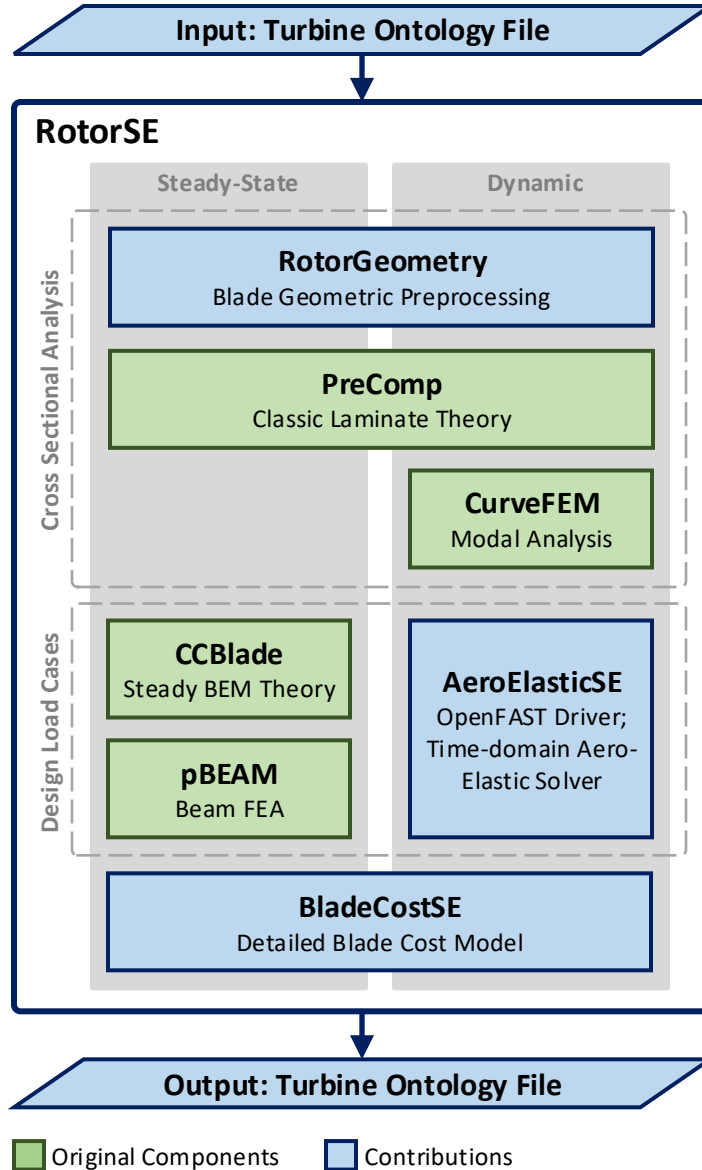 Input: Turbine Ontology File
RotorSE
Steady-State
Dynamic
Cross Sectional Analysis
RotorGeometry
Blade Geometric Preprocessing
PreComp
Classic Laminate Theory
CurveFEM
Modal Analysis
Design Load Cases
CCBlade
Steady BEM Theory
pBEAM
Beam FEA
AeroElasticSE
OpenFAST Driver;
Time-domain Aero-
Elastic Solver
BladeCostSE
Detailed Blade Cost Model
Output: Turbine Ontology File
Original Components
Contributions